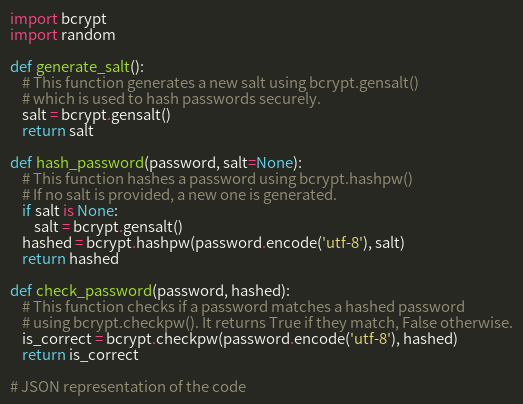 import bcrypt
import random
def generate_salt():
# This function generates a new salt using bcrypt.gensalt()
# which is used to hash passwords securely.
salt = bcrypt.gensalt()
return salt
def hash_password(password, salt=None):
# This function hashes a password using bcrypt.hashpw()
# If no salt is provided, a new one is generated.
if salt is None:
salt = bcrypt.gensalt()
hashed = bcrypt.hashpw(password.encode('utf-8'), salt)
return hashed
def check_password(password, hashed):
# This function checks if a password matches a hashed password
# using bcrypt.checkpw(). It returns True if they match, False otherwise.
is_correct = bcrypt.checkpw(password.encode('utf-8'), hashed)
return is_correct
# JSON representation of the code